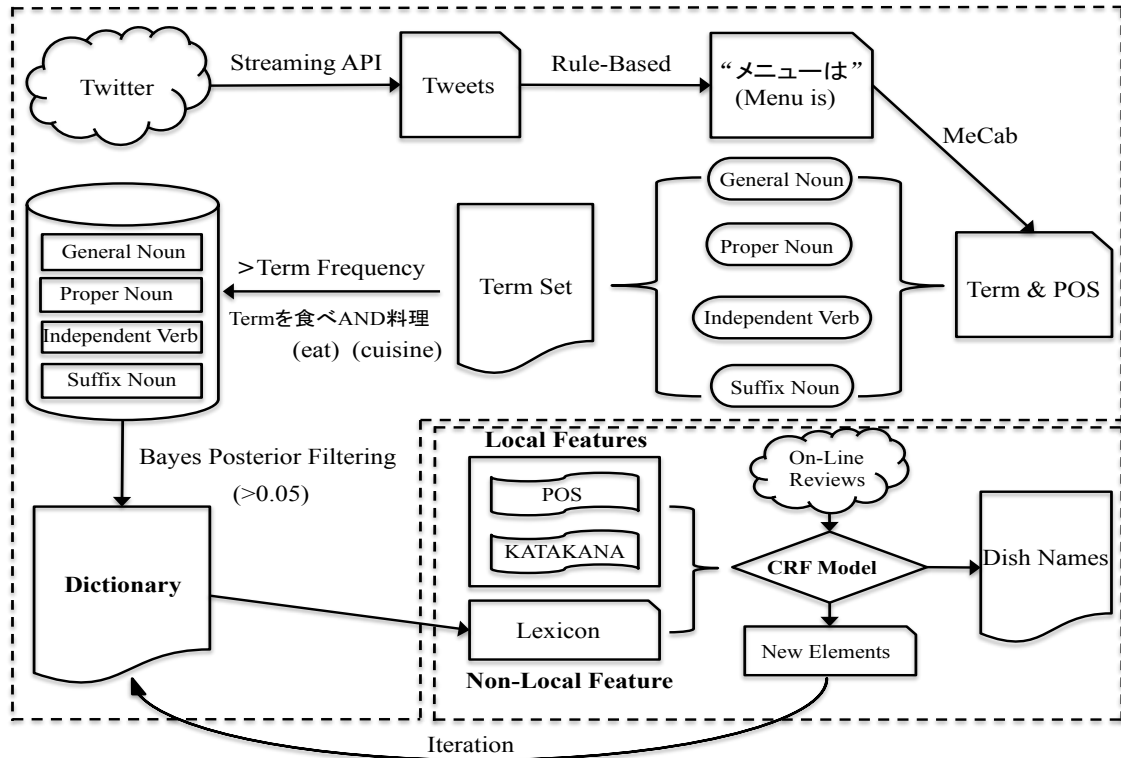 Twitter
Streaming API
Tweets
Rule-Based
“メニューは”
(Menu is)
MeCab
General Noun
Proper Noun
Independent Verb
Suffix Noun
Term & POS
Term Set
>Term Frequency
Termを食べAND料理
(eat) (cuisine)
General Noun
Proper Noun
Independent Verb
Suffix Noun
Bayes Posterior Filtering
(>0.05)
Dictionary
Local Features
POS
KATAKANA
Lexicon
Non-Local Feature
On-Line
Reviews
CRF Model
Dish Names
New Elements
Iteration